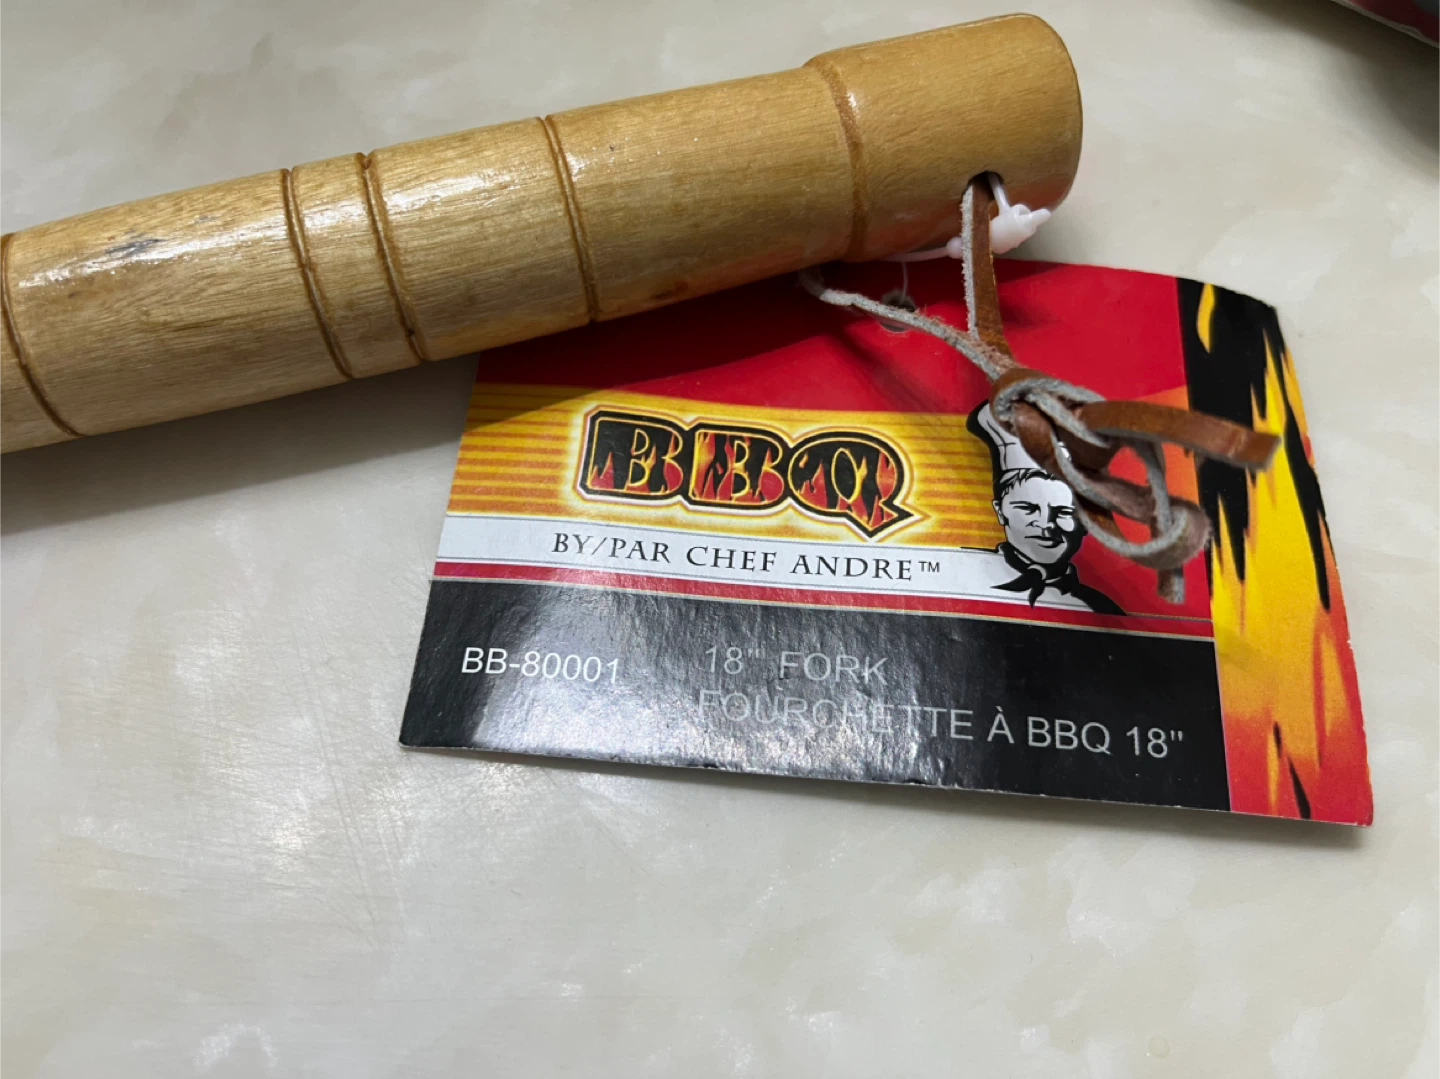 BBQ
BY/PAR CHEF ANDRE™
BB-80001 18" FORK
FOURCHETTE À BBQ 18"